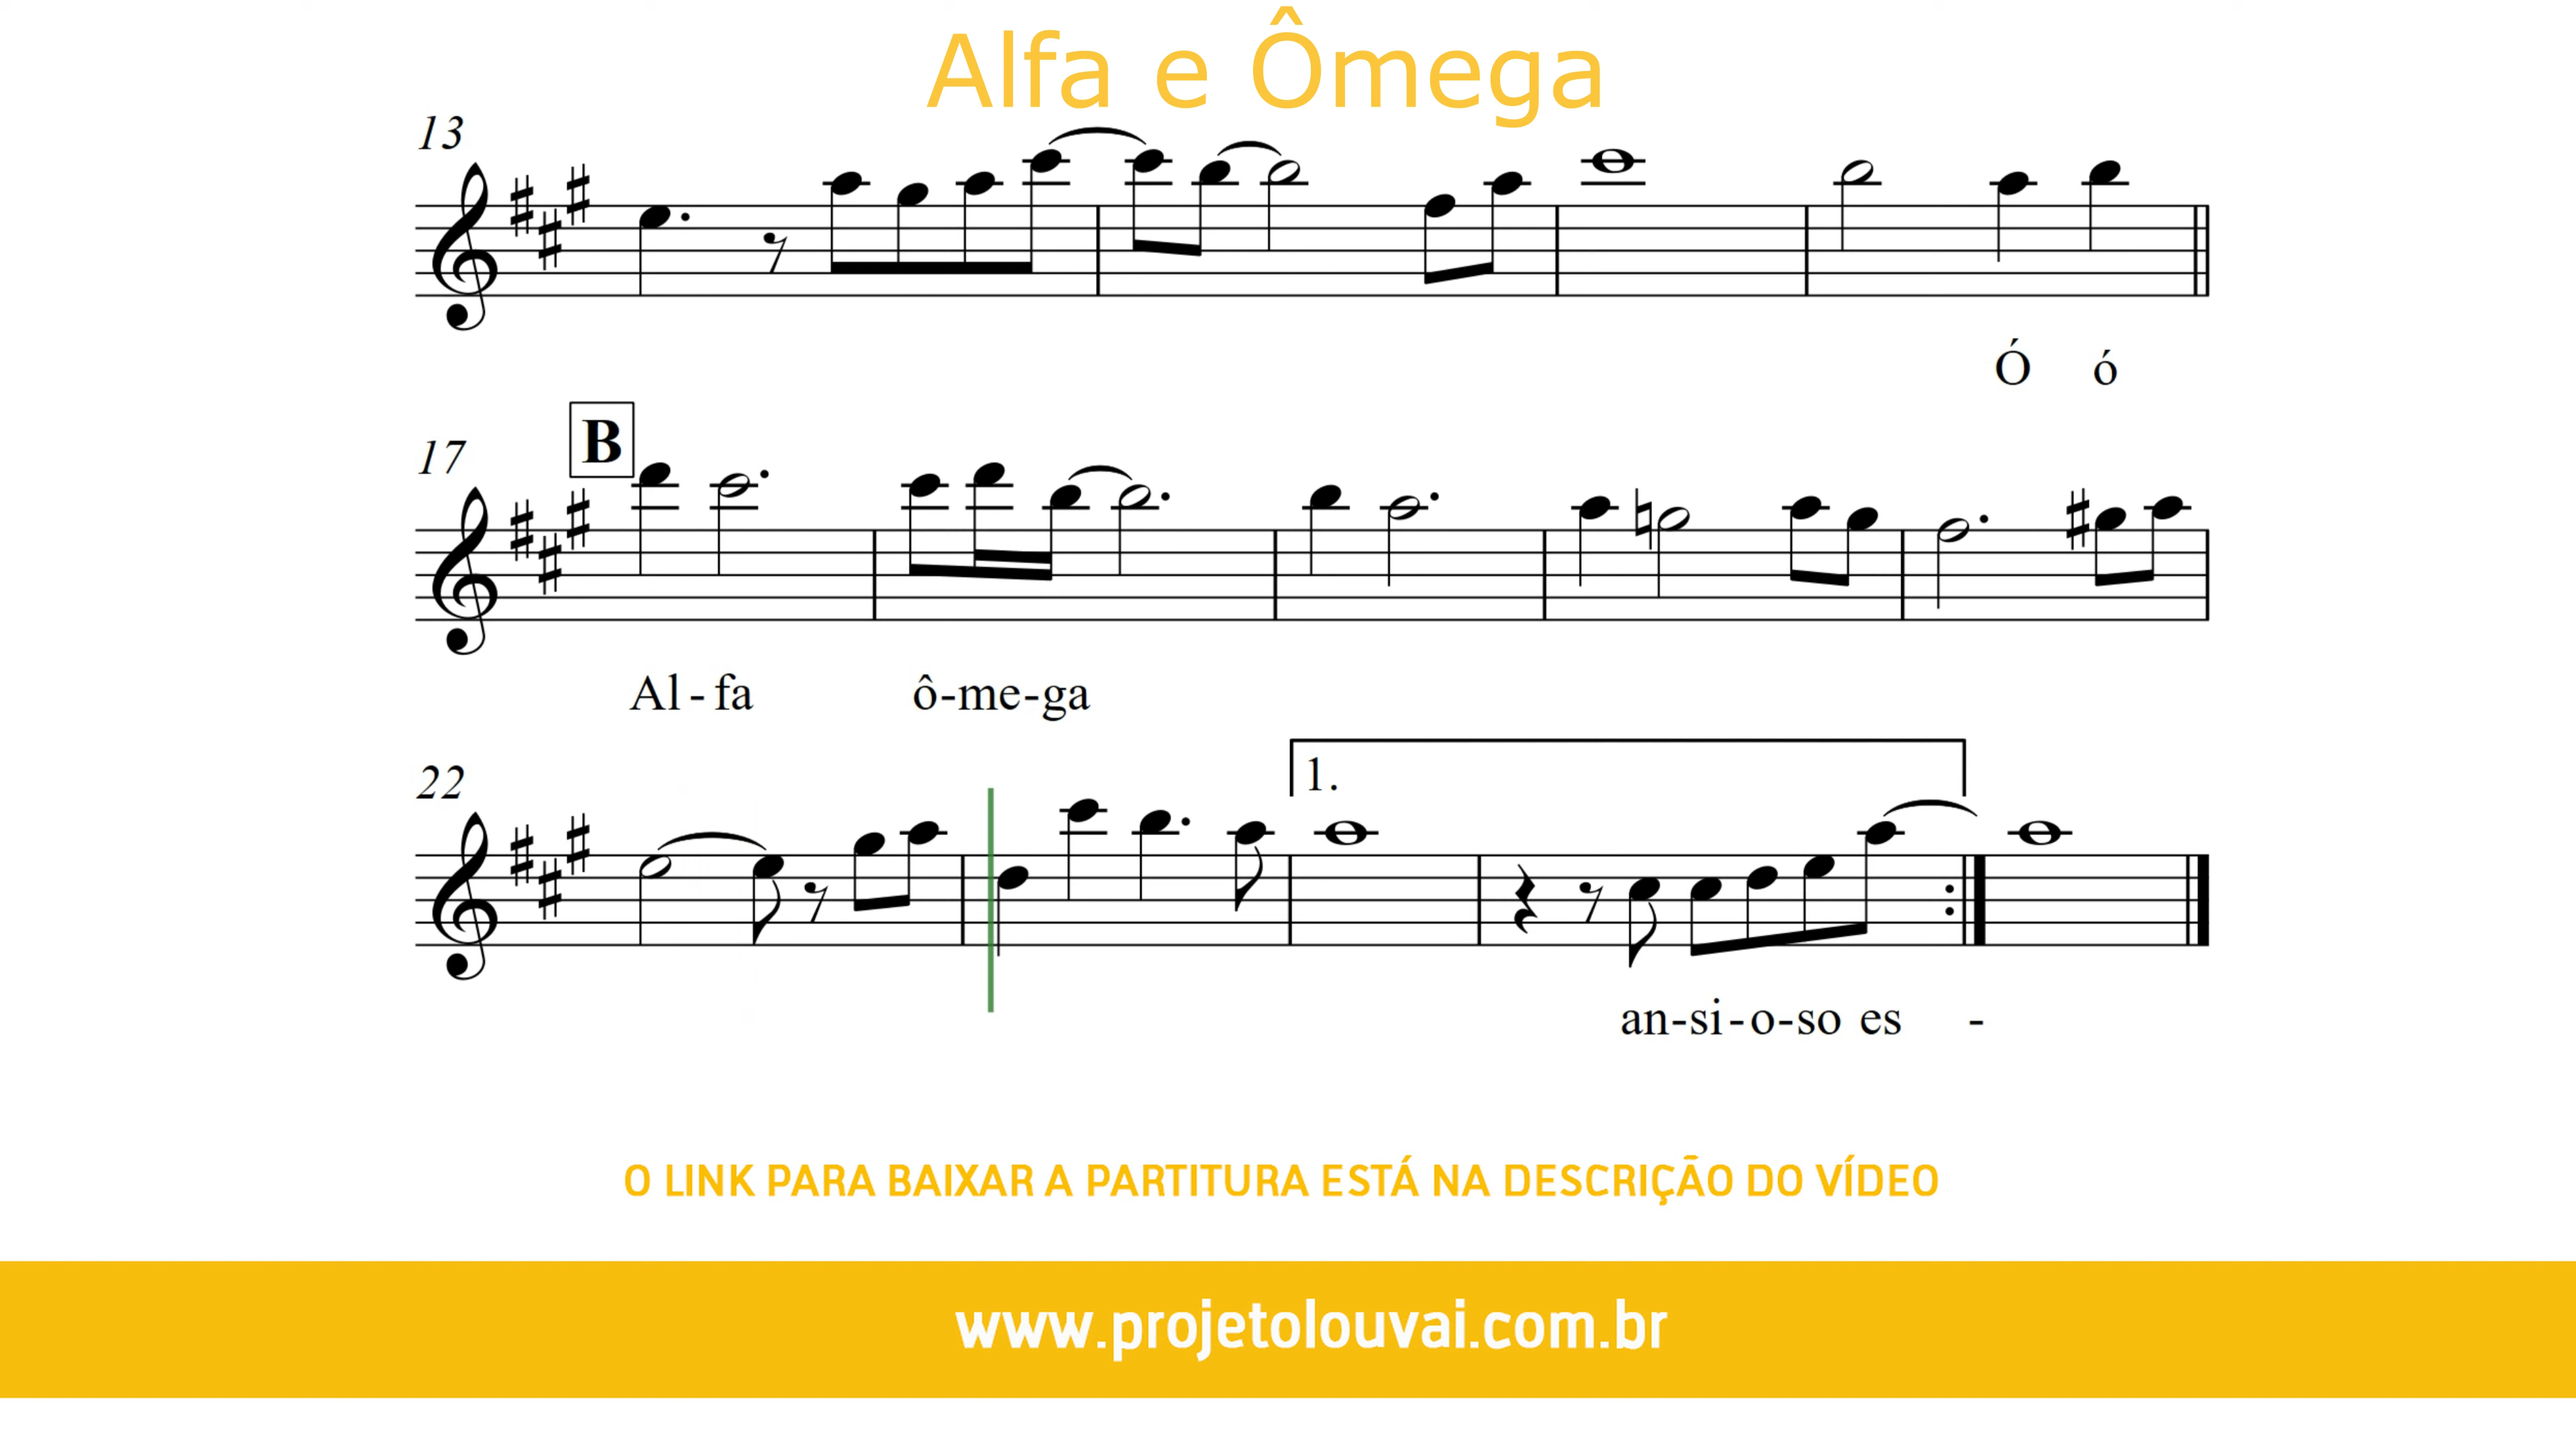 Alfa e Ômega
13
Ó ó
17
B
Al - fa ô-me-ga
22
1.
an-si-o-so es -
O LINK PARA BAIXAR A PARTITURA ESTÁ NA DESCRIÇÃO DO VÍDEO
www.projetolouvai.com.br